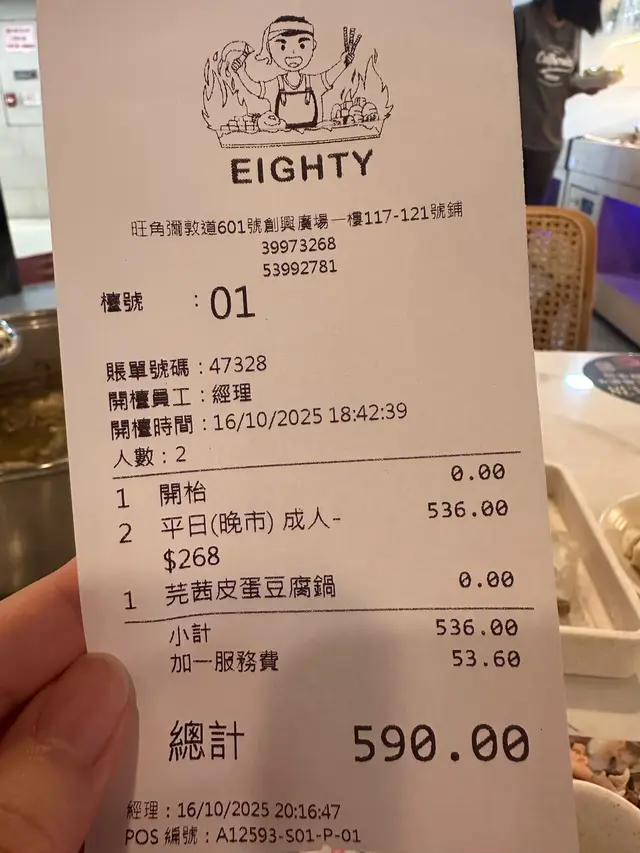 EIGHTY
旺角彌敦道601號創興廣場一樓117-121號鋪
39973268
53992781
檯號 : 01
賬單號碼 : 47328
開檯員工 : 經理
開檯時間 : 16/10/2025 18:42:39
人數 : 2
1 開枱 0.00
2 平日(晚市) 成人- 536.00
$268
1 芫茜皮蛋豆腐鍋 0.00
小計 536.00
加一服務費 53.60
總計 590.00
經理 : 16/10/2025 20:16:47
POS 編號 : A12593-S01-P-01